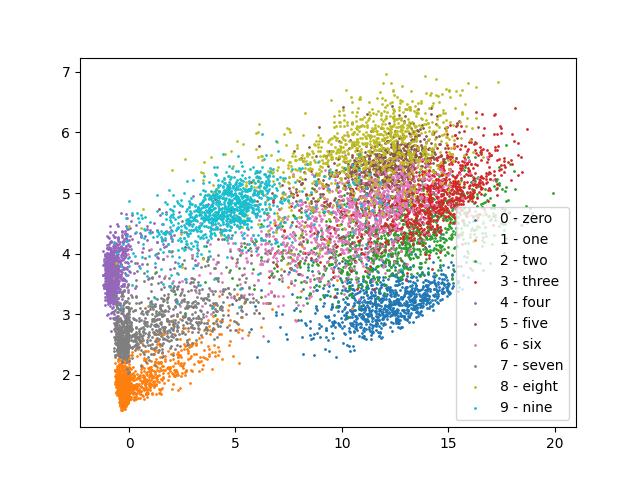 7
6
5
4
3
2
0
5
10
15
20
0 - zero
1 - one
2 - two
3 - three
4 - four
5 - five
6 - six
7 - seven
8 - eight
9 - nine